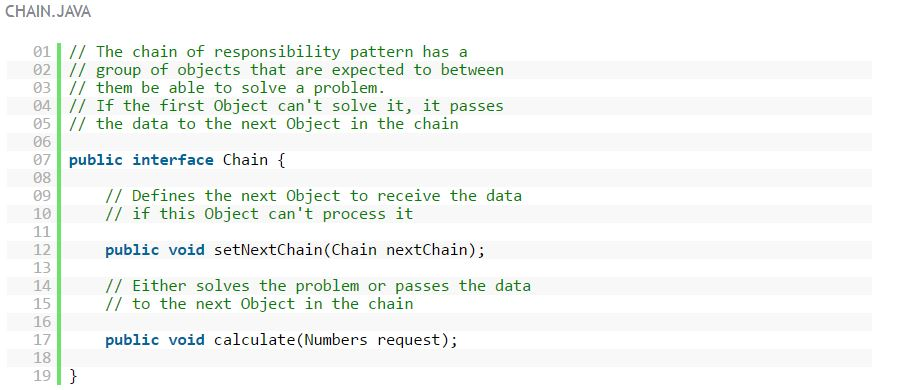 CHAIN.JAVA
01 // The chain of responsibility pattern has a
02 // group of objects that are expected to between
03 // them be able to solve a problem.
04 // If the first Object can't solve it, it passes
05 // the data to the next Object in the chain
06
07 public interface Chain {
08
09     // Defines the next Object to receive the data
10     // if this Object can't process it
11
12     public void setNextChain(Chain nextChain);
13
14     // Either solves the problem or passes the data
15     // to the next Object in the chain
16
17     public void calculate(Numbers request);
18
19 }